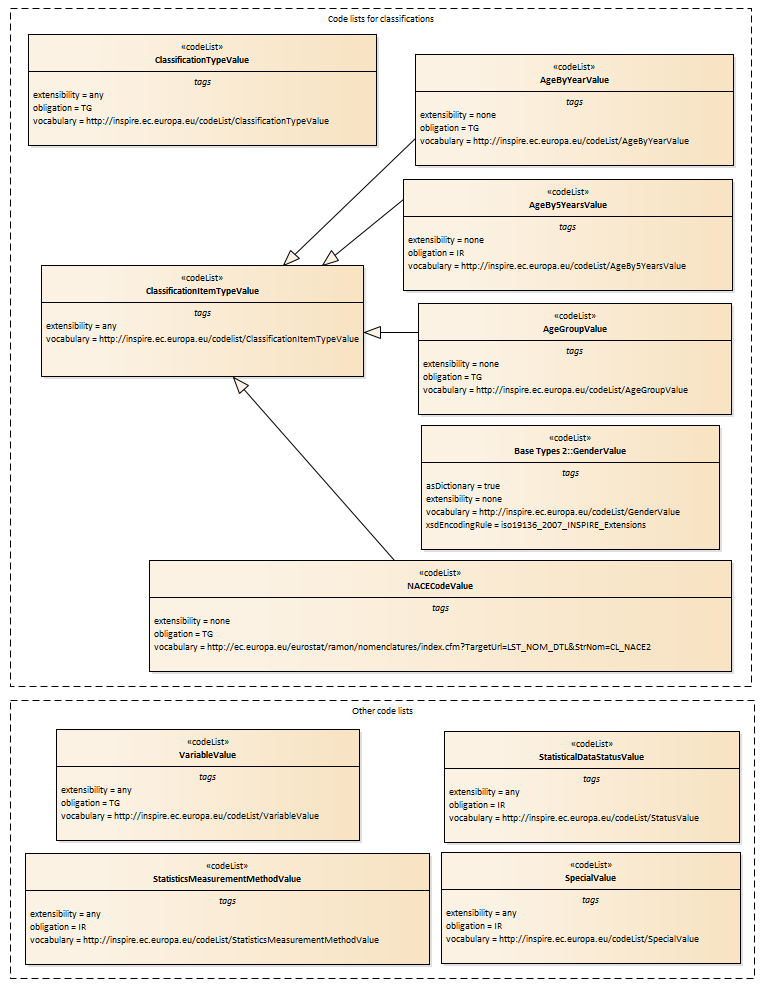 Code lists for classifications
«codeList»
ClassificationTypeValue
tags
extensibility = any
obligation = TG
vocabulary = http://inspire.ec.europa.eu/codeList/ClassificationTypeValue
«codeList»
AgeByYearValue
tags
extensibility = none
obligation = TG
vocabulary = http://inspire.ec.europa.eu/codeList/AgeByYearValue
«codeList»
AgeBy5YearsValue
tags
extensibility = none
obligation = IR
vocabulary = http://inspire.ec.europa.eu/codeList/AgeBy5YearsValue
«codeList»
ClassificationItemTypeValue
tags
extensibility = any
vocabulary = http://inspire.ec.europa.eu/codelist/ClassificationItemTypeValue
«codeList»
AgeGroupValue
tags
extensibility = none
obligation = TG
vocabulary = http://inspire.ec.europa.eu/codeList/AgeGroupValue
«codeList»
Base Types 2::GenderValue
tags
asDictionary = true
extensibility = none
vocabulary = http://inspire.ec.europa.eu/codeList/GenderValue
xsdEncodingRule = iso19136_2007_INSPIRE_Extensions
«codeList»
NACECodeValue
tags
extensibility = none
obligation = TG
vocabulary = http://ec.europa.eu/eurostat/ramon/nomenclatures/index.cfm?TargetUrl=LST_NOM_DTL&StrNom=CL_NACE2
Other code lists
«codeList»
VariableValue
tags
extensibility = any
obligation = TG
vocabulary = http://inspire.ec.europa.eu/codeList/VariableValue
«codeList»
StatisticalDataStatusValue
tags
extensibility = any
obligation = IR
vocabulary = http://inspire.ec.europa.eu/codeList/StatusValue
«codeList»
StatisticsMeasurementMethodValue
tags
extensibility = any
obligation = IR
vocabulary = http://inspire.ec.europa.eu/codeList/StatisticsMeasurementMethodValue
«codeList»
SpecialValue
tags
extensibility = any
obligation = IR
vocabulary = http://inspire.ec.europa.eu/codeList/SpecialValue